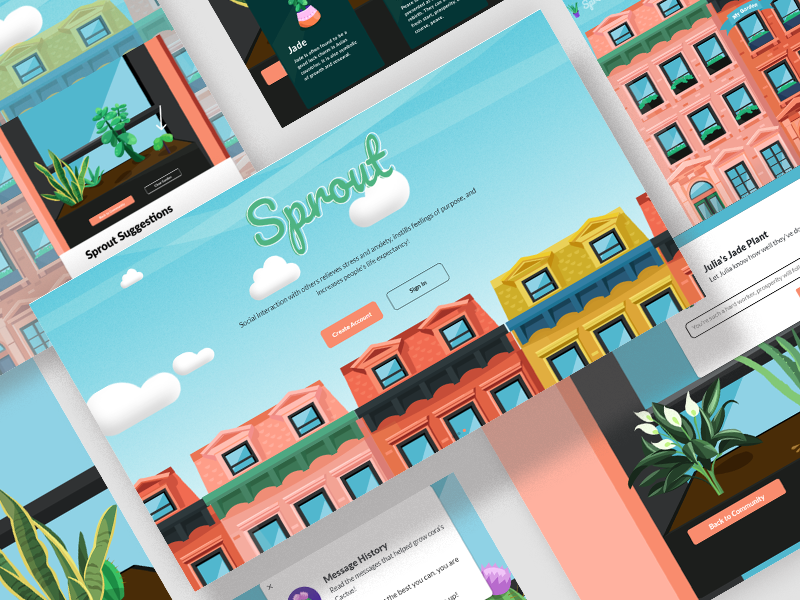 Jade
Jade is often found to be a
good luck charm. In Asian
countries. It is also symbolic
of growth and renewal.
My Garden
Sprout Suggestions
Sprout
Social interaction with others relieves stress and anxiety, instills feelings of purpose, and
increases people's life expectancy!
Create Account
Sign In
Julia's Jade Plant
Let Julia know how well they've do
You're such a hard worker, prosperity will fol
Back to Community
Message History
Read the messages that helped grow cora's
Cactus!
the best you can. you are
up!